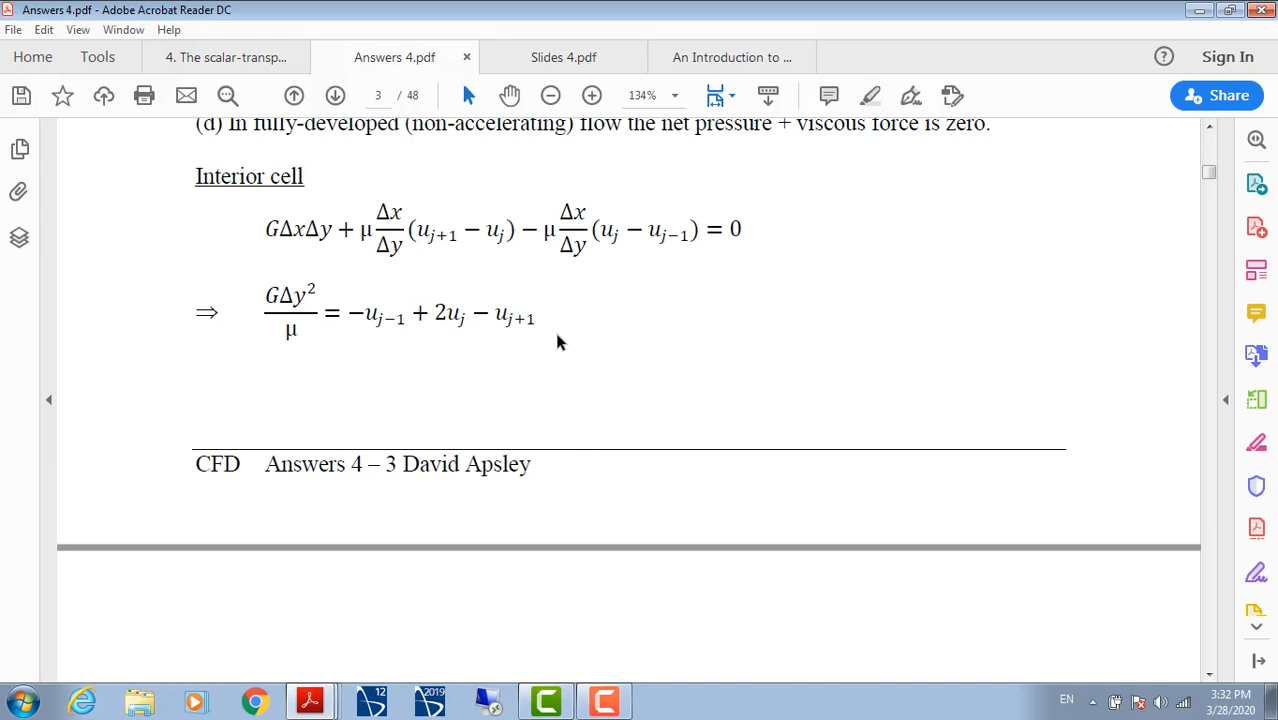 Answers 4.pdf - Adobe Acrobat Reader DC
File Edit View Window Help
Home Tools 4. The scalar-transp... Answers 4.pdf × Slides 4.pdf An Introduction to ... Sign In
3 / 48 134% Share
(d) In fully-developed (non-accelerating) flow the net pressure + viscous force is zero.
Interior cell
GΔxΔy + μ Δx/Δy (u_{j+1} − u_j) − μ Δx/Δy (u_j − u_{j−1}) = 0
⇒ GΔy²/μ = −u_{j−1} + 2u_j − u_{j+1}
CFD Answers 4 – 3 David Apsley
12 2019 EN 3:32 PM
3/28/2020